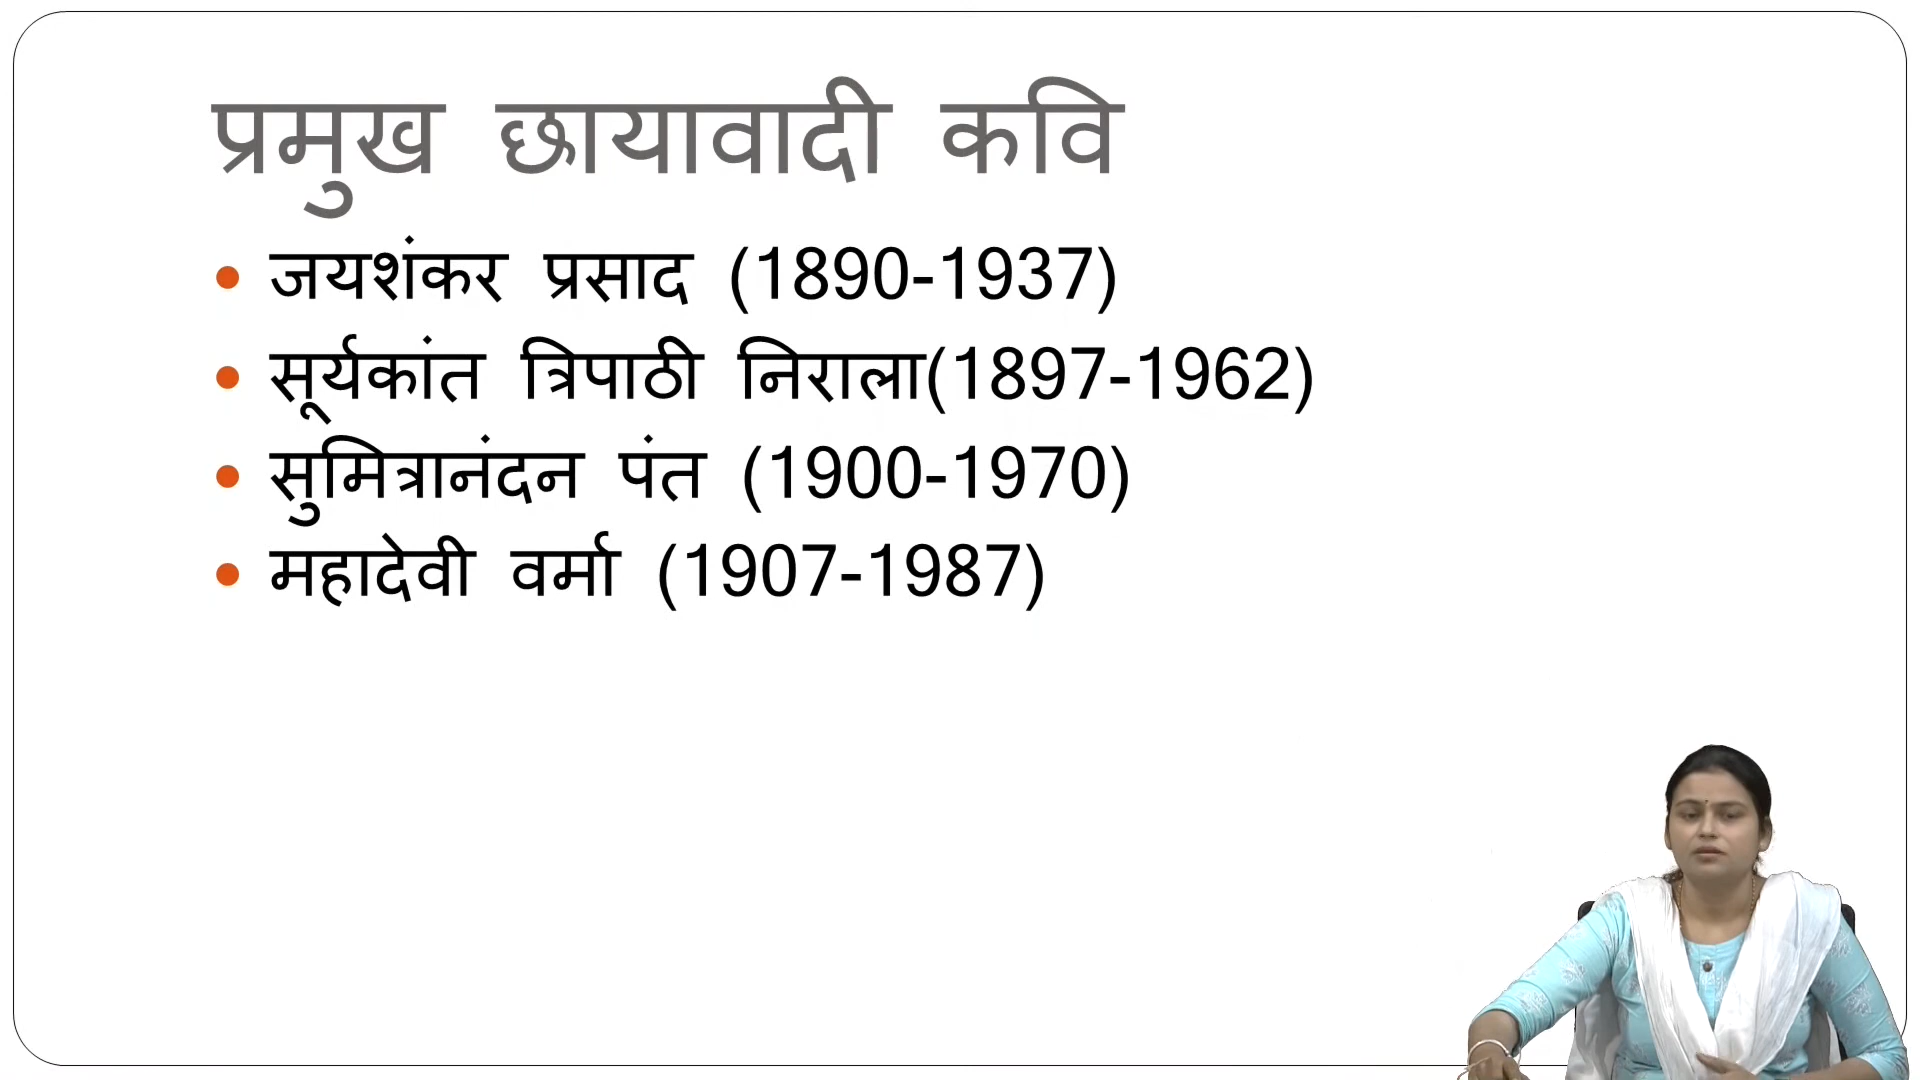 प्रमुख छायावादी कवि
• जयशंकर प्रसाद (1890-1937)
• सूर्यकांत त्रिपाठी निराला(1897-1962)
• सुमित्रानंदन पंत (1900-1970)
• महादेवी वर्मा (1907-1987)